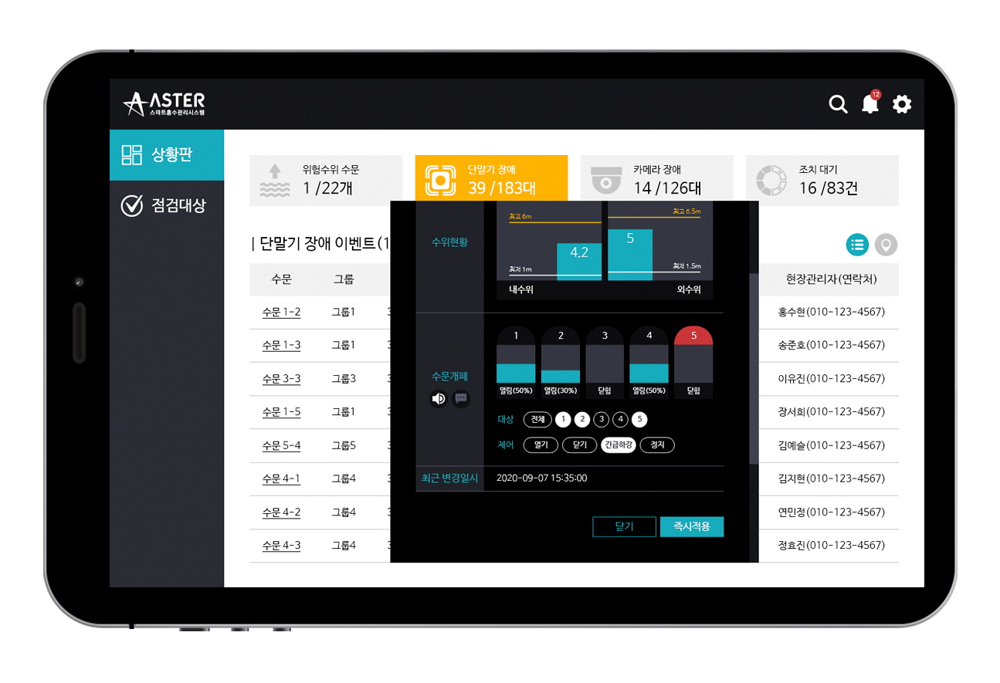 ASTER
스마트홍수관리시스템
12
상황판
점검대상
위험수위 수문
1 /22개
단말기 장애
39 /183대
카메라 장애
14 /126대
조치 대기
16 /83건
| 단말기 장애 이벤트(1
수문 그룹 현장관리자(연락처)
수문 1-2 그룹1 3 홍수현(010-123-4567)
수문 1-3 그룹1 3 송준호(010-123-4567)
수문 3-3 그룹3 3 이유진(010-123-4567)
수문 1-5 그룹1 3 장서희(010-123-4567)
수문 5-4 그룹5 3 김예슬(010-123-4567)
수문 4-1 그룹4 3 김지현(010-123-4567)
수문 4-2 그룹4 3 연민정(010-123-4567)
수문 4-3 그룹4 3 정효진(010-123-4567)
수위현황
최고 6m
4.2
최저 1m
내수위
최고 6.5m
5
최저 1.5m
외수위
수문개폐
1 2 3 4 5
열림(50%) 열림(30%) 닫힘 열림(50%) 닫힘
대상 전체 1 2 3 4 5
제어 열기 닫기 긴급하강 정지
최근 변경일시 2020-09-07 15:35:00
닫기 즉시적용